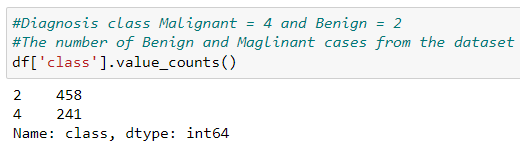 #Diagnosis class Malignant = 4 and Benign = 2
#The number of Benign and Maglinant cases from the dataset
df['class'].value_counts()
2    458
4    241
Name: class, dtype: int64